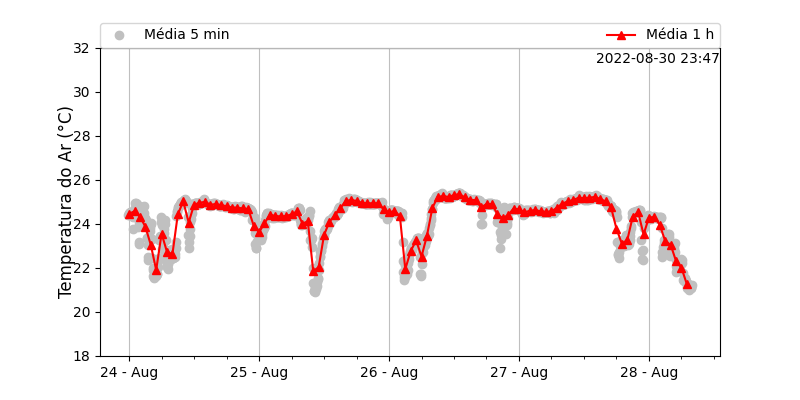 Média 5 min
Média 1 h
2022-08-30 23:47
Temperatura do Ar (°C)
32
30
28
26
24
22
20
18
24 - Aug
25 - Aug
26 - Aug
27 - Aug
28 - Aug